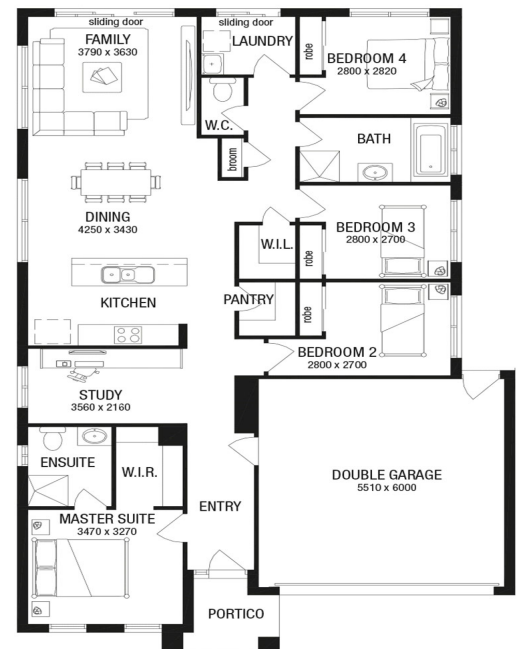 sliding door
sliding door
FAMILY
3790 x 3630
LAUNDRY
robe
BEDROOM 4
2800 x 2820
W.C.
BATH
broom
DINING
4250 x 3430
W.I.L.
BEDROOM 3
2800 x 2700
robe
KITCHEN
PANTRY
robe
BEDROOM 2
2800 x 2700
STUDY
3560 x 2160
ENSUITE
W.I.R.
MASTER SUITE
3470 x 3270
ENTRY
DOUBLE GARAGE
5510 x 6000
PORTICO